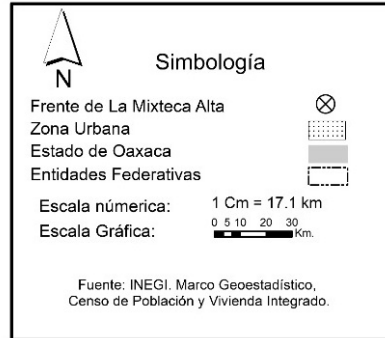 N
Simbología
Frente de La Mixteca Alta
Zona Urbana
Estado de Oaxaca
Entidades Federativas
Escala númerica: 1 Cm = 17.1 km
Escala Gráfica: 0 5 10 20 30 Km.
Fuente: INEGI. Marco Geoestadístico,
Censo de Población y Vivienda Integrado.